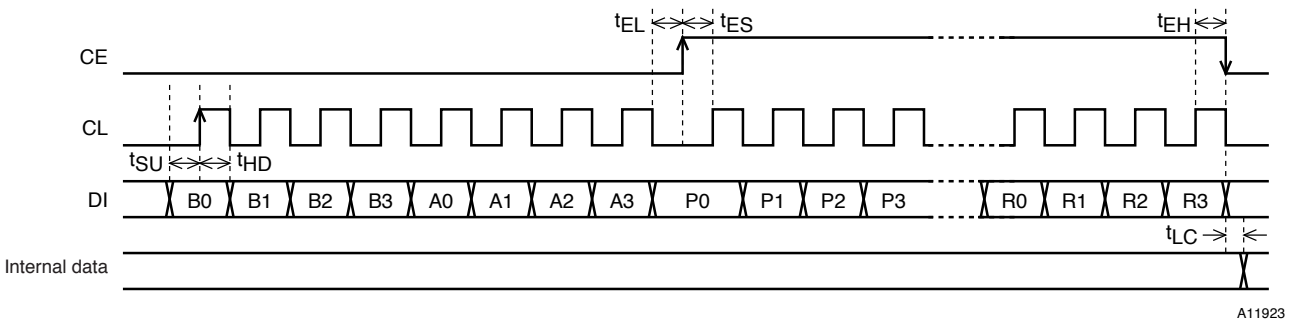 tEL tES tEH
CE
CL
tSU tHD
DI B0 B1 B2 B3 A0 A1 A2 A3 P0 P1 P2 P3 R0 R1 R2 R3
tLC
Internal data
A11923